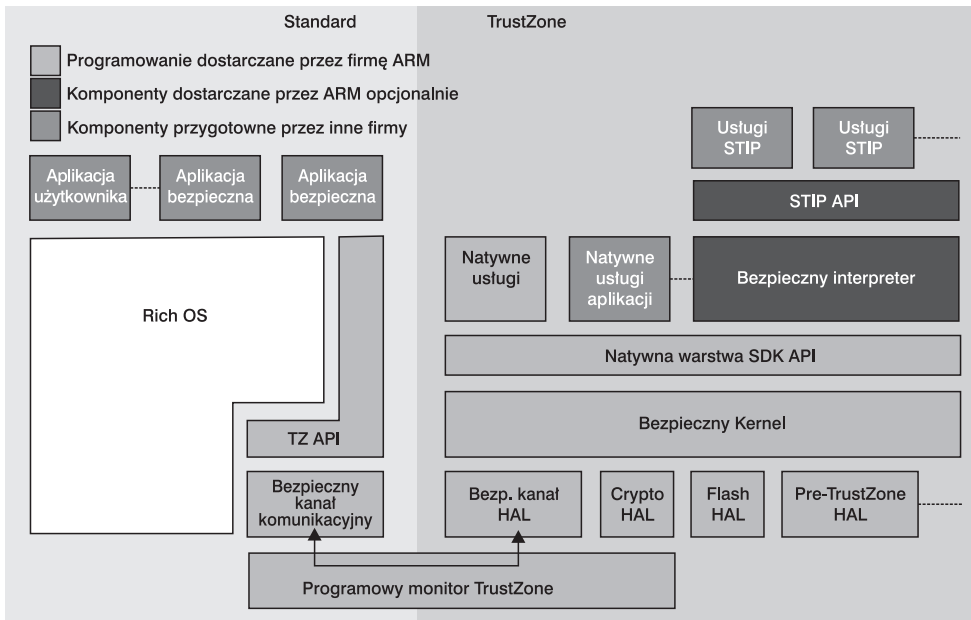 Standard
TrustZone
Programowanie dostarczane przez firmę ARM
Komponenty dostarczane przez ARM opcjonalnie
Komponenty przygotowne przez inne firmy
Usługi
STIP
Usługi
STIP
Aplikacja
użytkownika
Aplikacja
bezpieczna
Aplikacja
bezpieczna
STIP API
Rich OS
TZ API
Natywne
usługi
Natywne
usługi
aplikacji
Bezpieczny interpreter
Natywna warstwa SDK API
Bezpieczny Kernel
Bezpieczny
kanał
komunikacyjny
Bezp. kanał
HAL
Crypto
HAL
Flash
HAL
Pre-TrustZone
HAL
Programowy monitor TrustZone